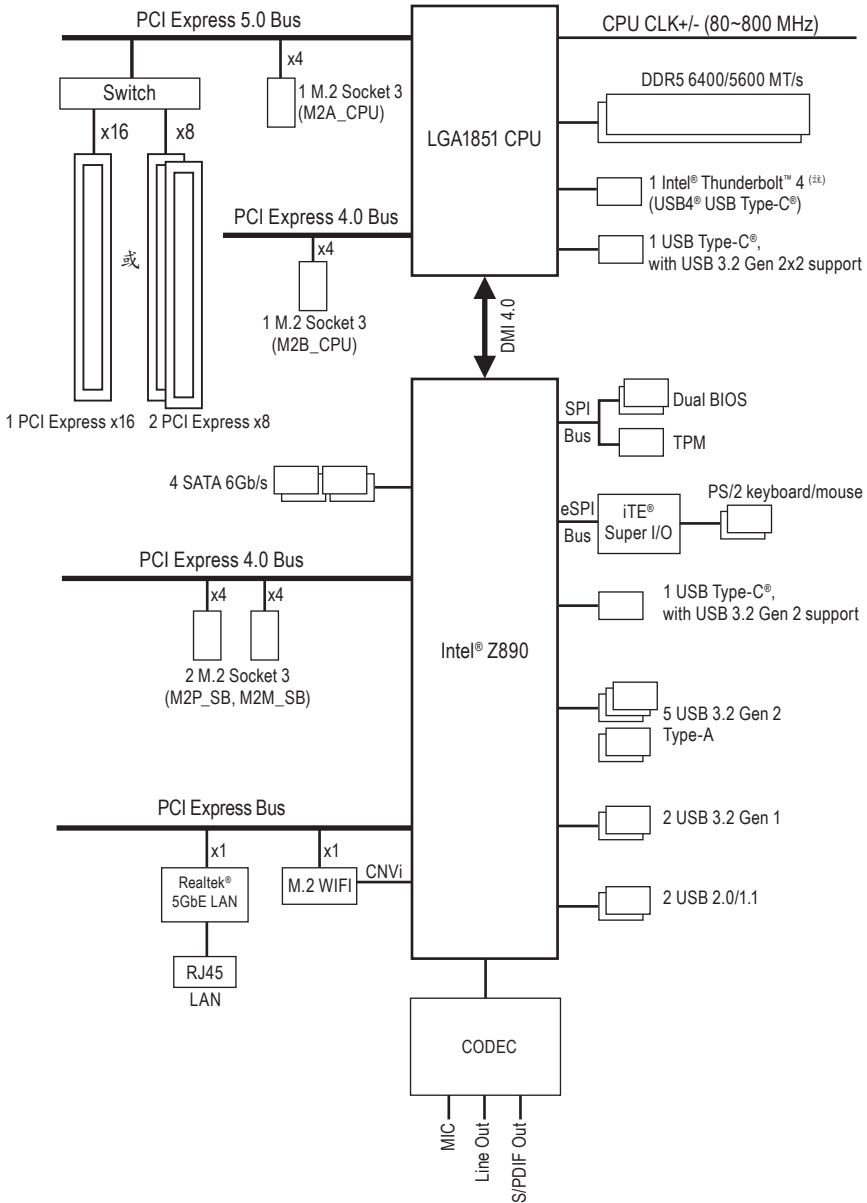 PCI Express 5.0 Bus
CPU CLK+/- (80~800 MHz)
x4
DDR5 6400/5600 MT/s
Switch
1 M.2 Socket 3
(M2A_CPU)
x16
x8
LGA1851 CPU
1 Intel® Thunderbolt™ 4 (註)
(USB4® USB Type-C®)
PCI Express 4.0 Bus
1 USB Type-C®,
with USB 3.2 Gen 2x2 support
x4
或
1 M.2 Socket 3
(M2B_CPU)
DMI 4.0
1 PCI Express x16
2 PCI Express x8
SPI
Bus
Dual BIOS
TPM
4 SATA 6Gb/s
PS/2 keyboard/mouse
eSPI
Bus
iTE®
Super I/O
PCI Express 4.0 Bus
x4
x4
1 USB Type-C®,
with USB 3.2 Gen 2 support
Intel® Z890
2 M.2 Socket 3
(M2P_SB, M2M_SB)
5 USB 3.2 Gen 2
Type-A
PCI Express Bus
2 USB 3.2 Gen 1
x1
x1
Realtek®
5GbE LAN
M.2 WIFI
CNVi
2 USB 2.0/1.1
RJ45
LAN
CODEC
MIC
Line Out
S/PDIF Out